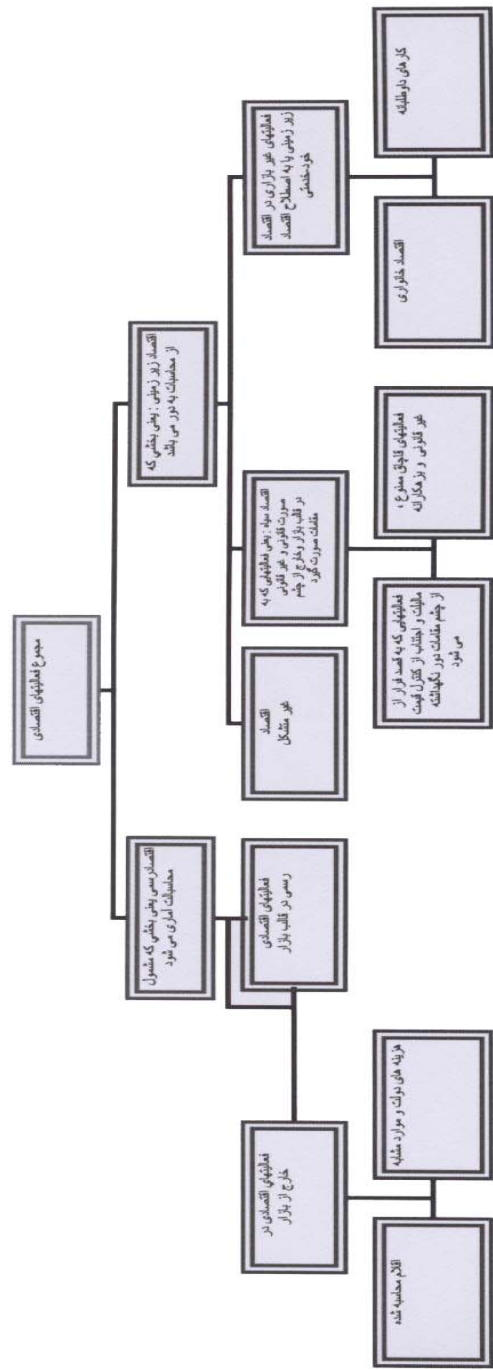 مجموع فعالیتهای اقتصادی
اقتصاد زیر زمینی : یعنی بخشی که
از محاسبات به دور می باشد
اقتصاد رسمی یعنی بخشی که مشمول
محاسبات آماری می شود
فعالیتهای غیر بازاری در اقتصاد
زیر زمینی یا به اصطلاح اقتصاد
خودخدمتی
اقتصاد سیاه : یعنی فعالیتهایی که به
صورت قانونی و غیر قانونی
در قالب بازار وخارج از چشم
مقامات صورت گیرد
اقتصاد
غیر متشکل
فعالیتهای اقتصادی
رسمی در قالب بازار
فعالیتهای اقتصادی در
خارج از بازار
کارهای داوطلبانه
اقتصاد خانواری
فعالیتهای قاچاق ممنوع ،
غیر قانونی و بزهکارانه
فعالیتهایی که به قصد فرار از
مالیات و اجتناب از کنترل قیمت
از چشم مقامات دور نگهداشته
می شود
هزینه های دولت و موارد مشابه
اقلام محاسبه شده